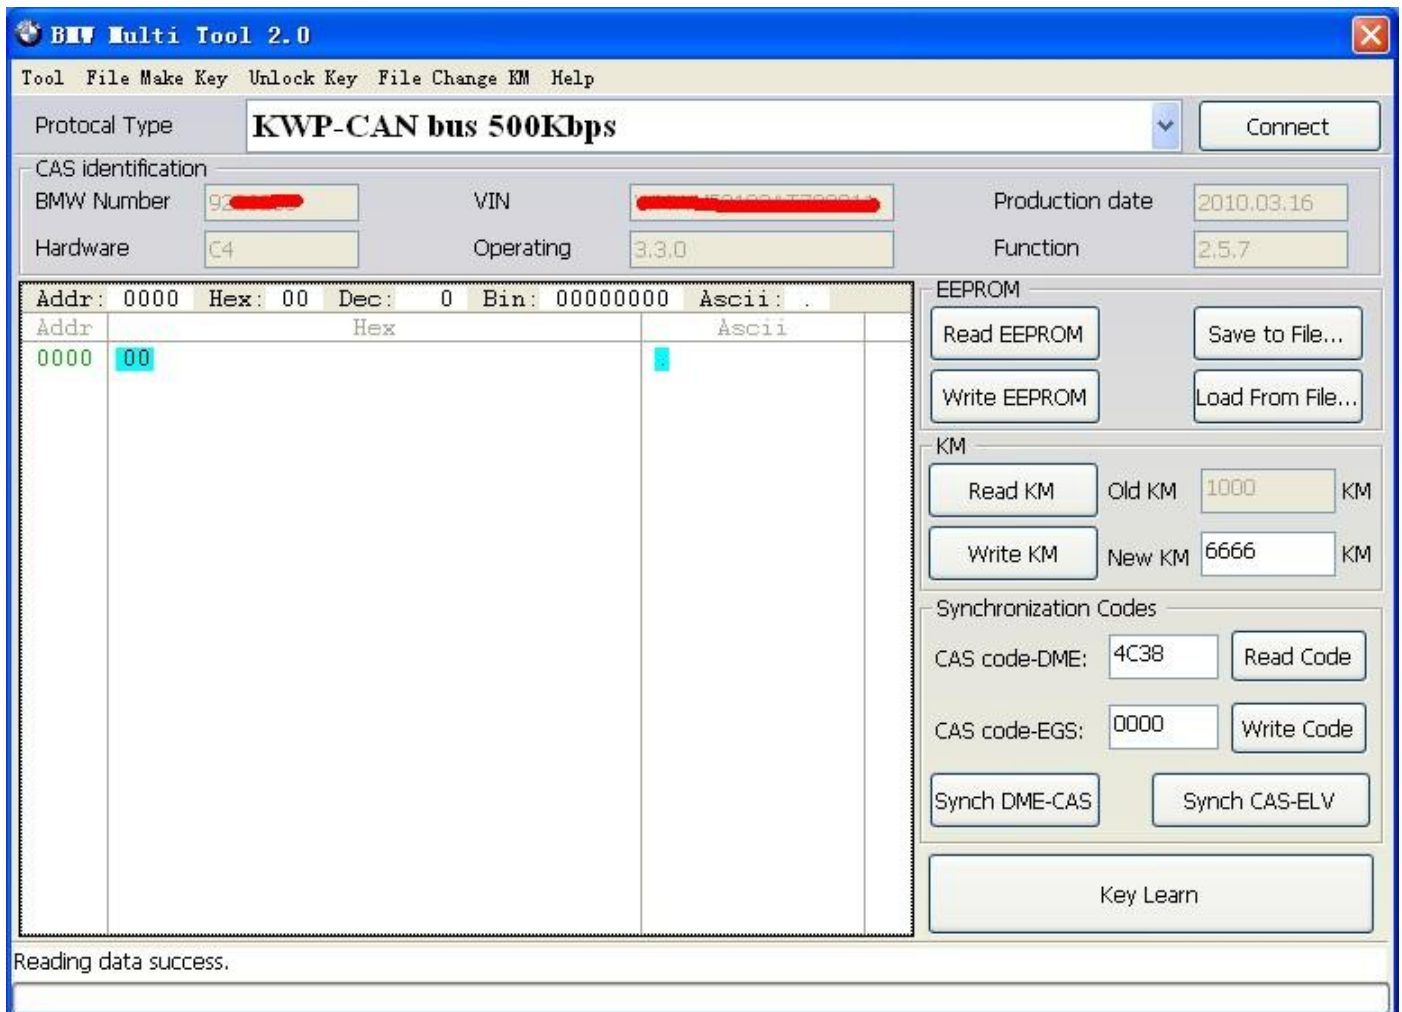 BMW Multi Tool 2.0
Tool File Make Key Unlock Key File Change KM Help
Protocal Type KWP-CAN bus 500Kbps Connect
CAS identification
BMW Number 92 VIN Production date 2010.03.16
Hardware C4 Operating 3.3.0 Function 2.5.7
Addr: 0000 Hex: 00 Dec: 0 Bin: 00000000 Ascii: .
Addr Hex Ascii
0000 00 .
EEPROM
Read EEPROM Save to File...
Write EEPROM Load From File...
KM
Read KM Old KM 1000 KM
Write KM New KM 6666 KM
Synchronization Codes
CAS code-DME: 4C38 Read Code
CAS code-EGS: 0000 Write Code
Synch DME-CAS Synch CAS-ELV
Key Learn
Reading data success.